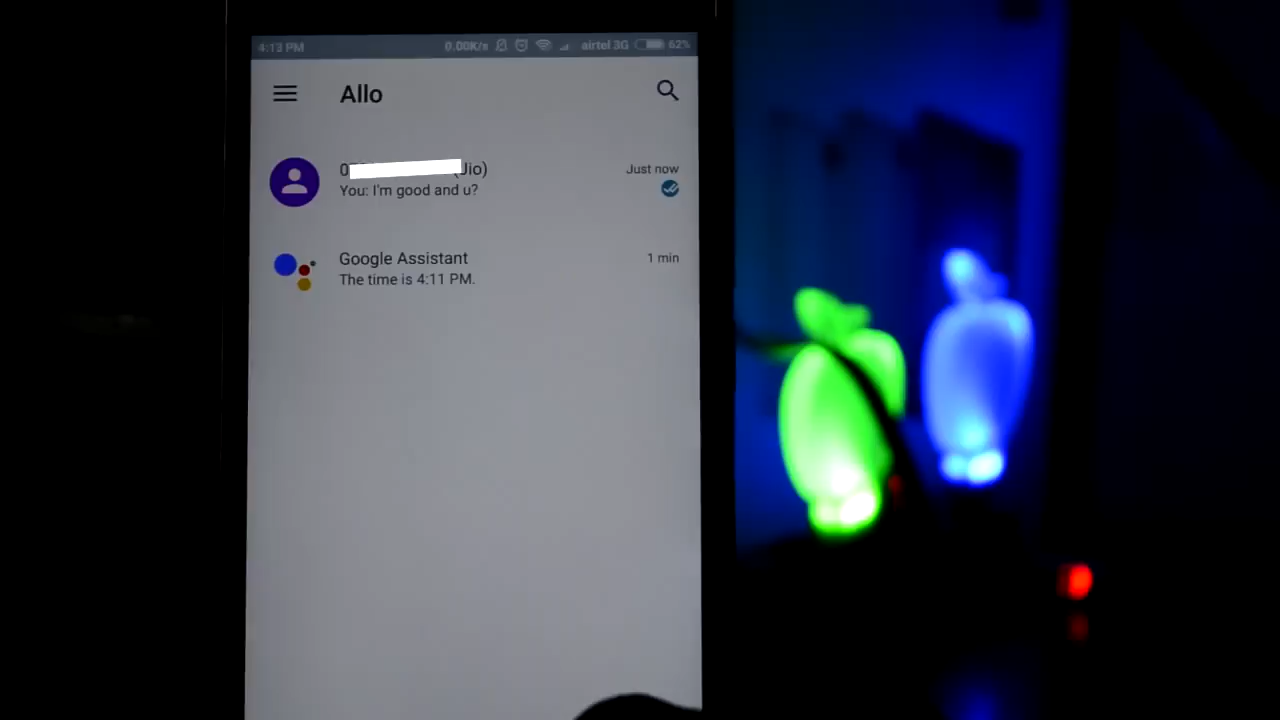 4:13 PM 0.00K/s airtel 3G 62%
Allo
(Jio) Just now
You: I'm good and u?
Google Assistant 1 min
The time is 4:11 PM.